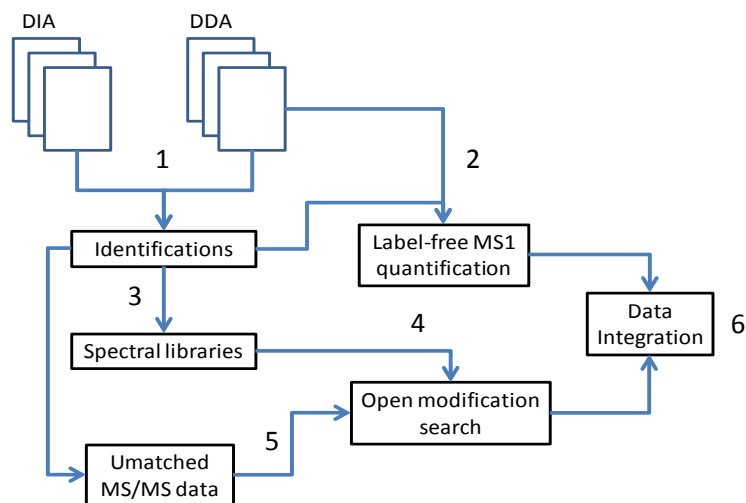 DIA
DDA
1
2
Identifications
Label-free MS1
quantification
3
4
Data
Integration
6
Spectral libraries
Open modification
search
5
Umatched
MS/MS data